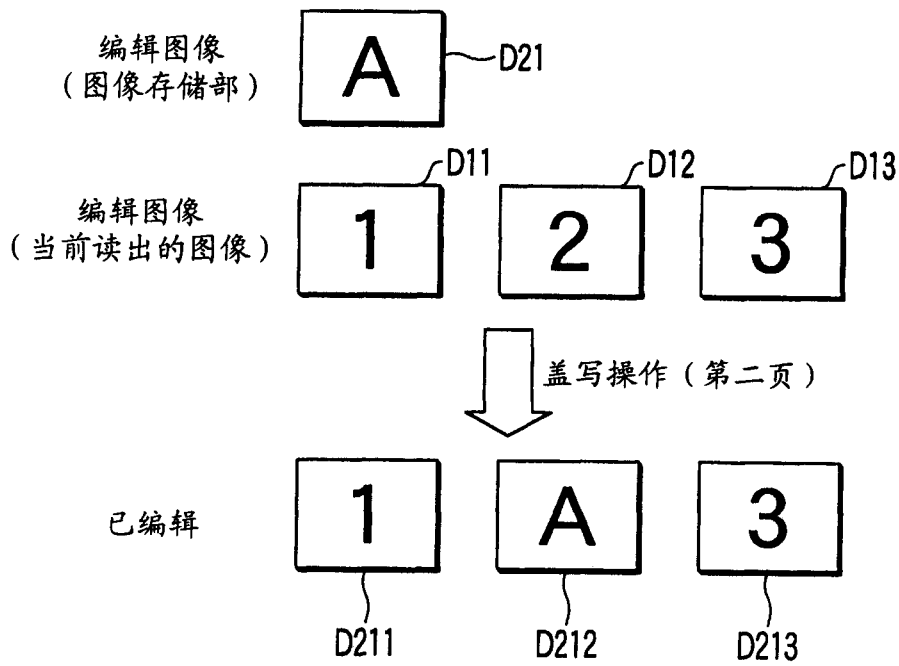 编辑图像
（图像存储部）
A
D21
D11
D12
D13
编辑图像
（当前读出的图像）
1
2
3
盖写操作（第二页）
已编辑
1
A
3
D211
D212
D213